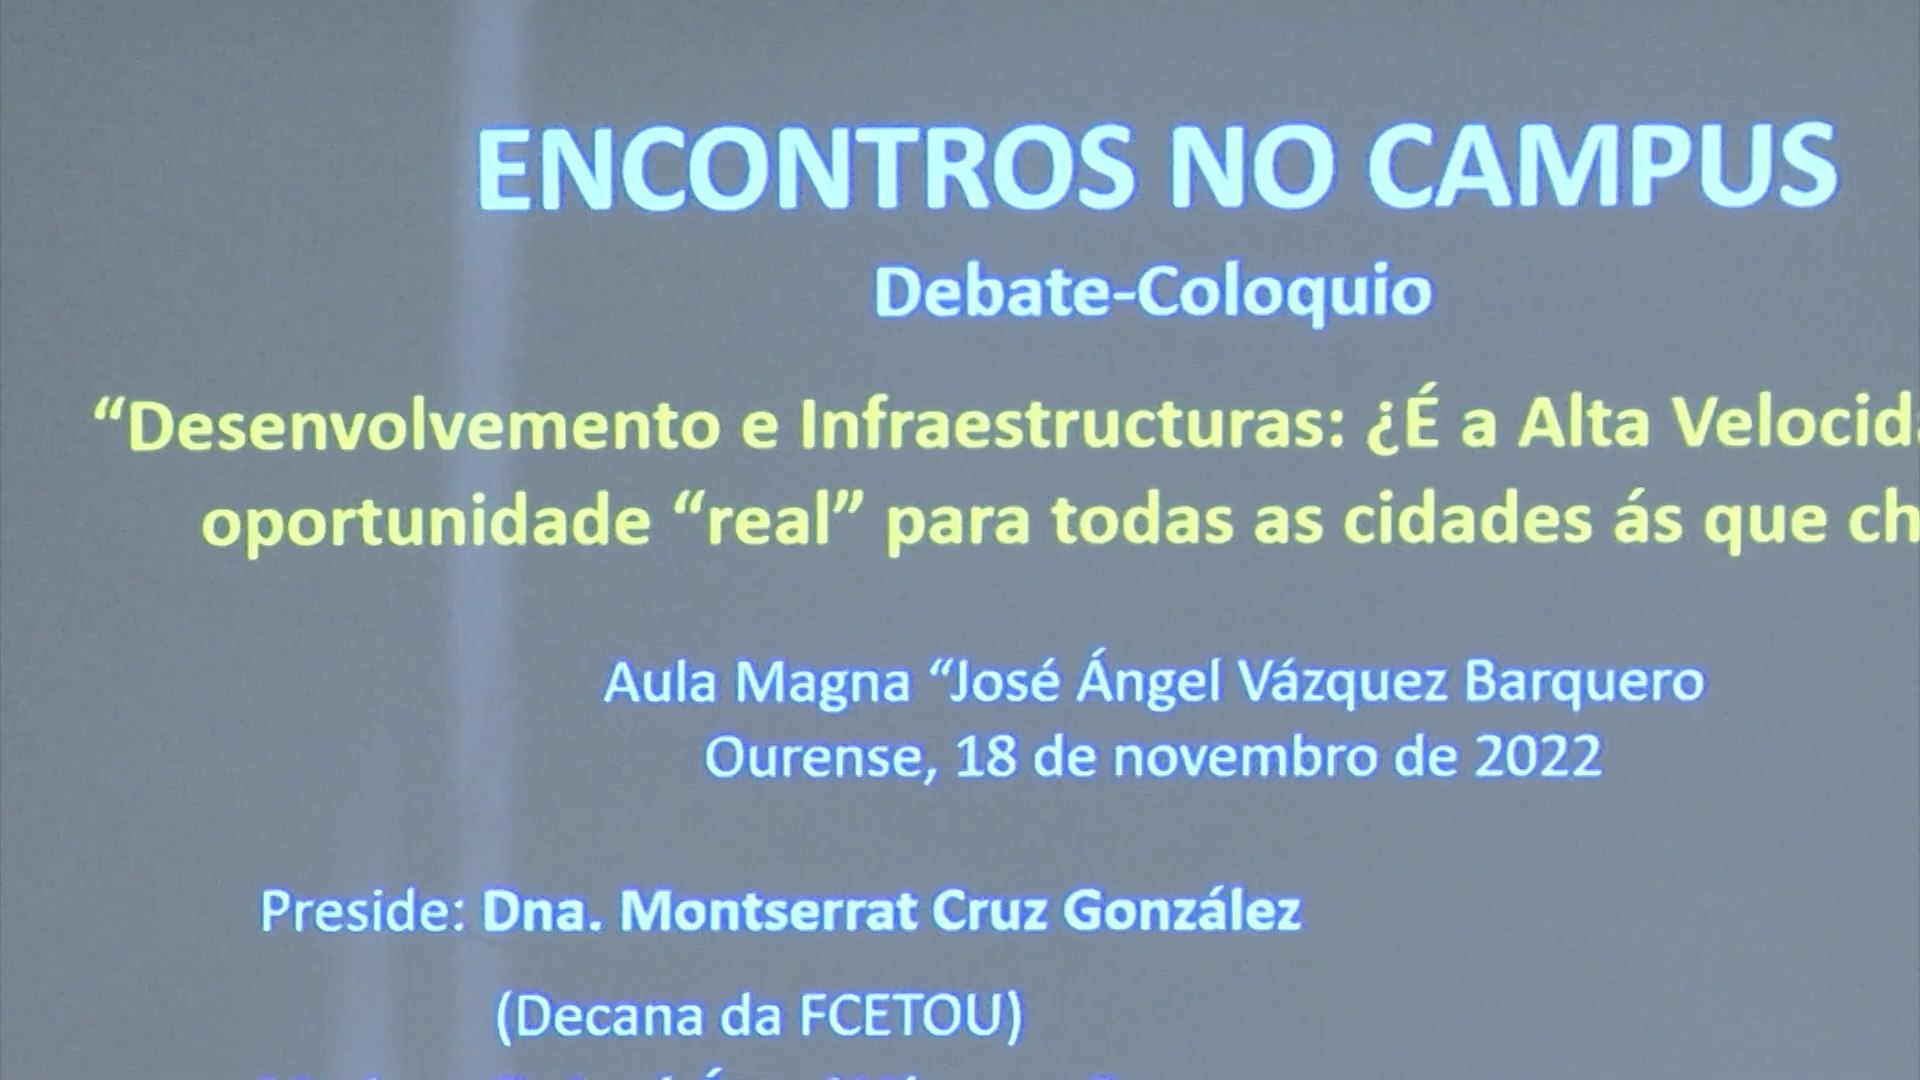 ENCONTROS NO CAMPUS
Debate-Coloquio
“Desenvolvemento e Infraestructuras: ¿É a Alta
oportunidade “real” para todas as cidades ás que
Aula Magna “José Ángel Vázquez Barquero
Ourense, 18 de novembro de 2022
Preside: Dna. Montserrat Cruz González
(Decana da FCETOU)